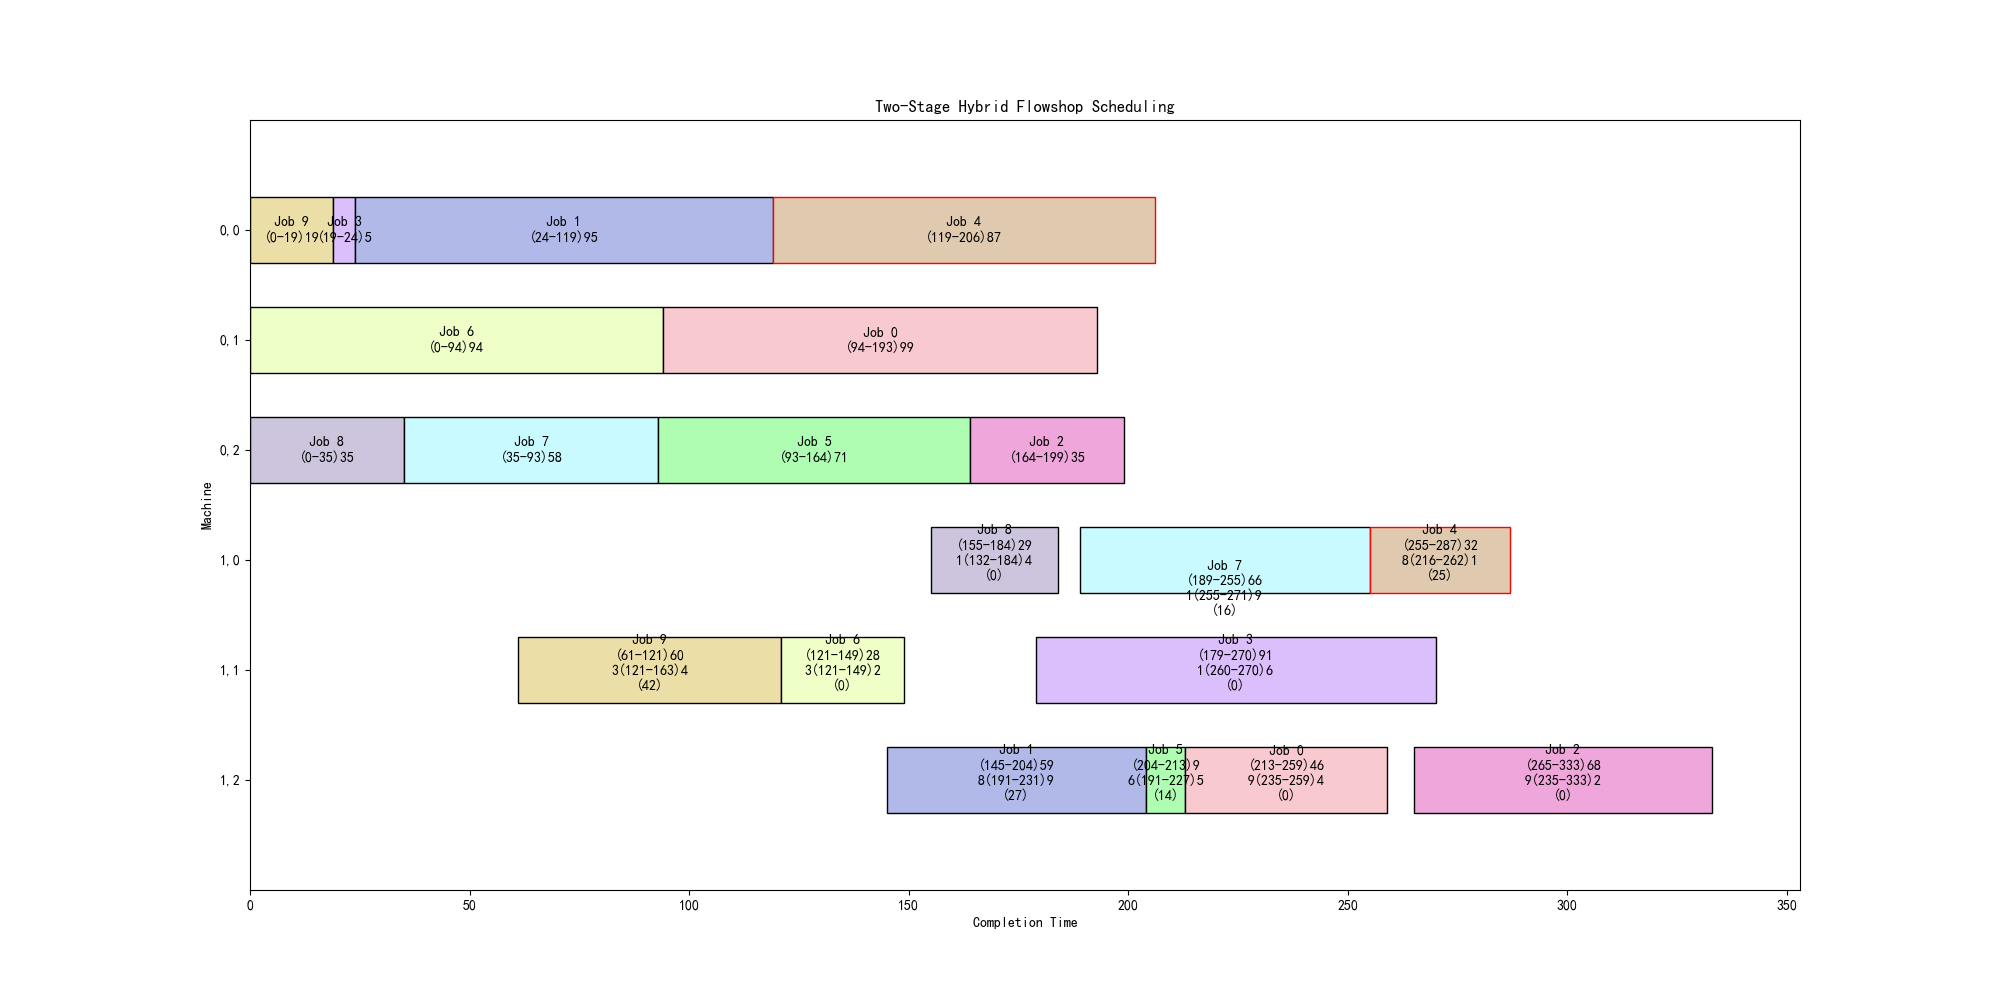 Two-Stage Hybrid Flowshop Scheduling
Machine
0,0
Job 9
(0-19)19
Job 3
(19-24)5
Job 1
(24-119)95
Job 4
(119-206)87
0,1
Job 6
(0-94)94
Job 0
(94-193)99
0,2
Job 8
(0-35)35
Job 7
(35-93)58
Job 5
(93-164)71
Job 2
(164-199)35
1,0
Job 8
(155-184)29
1(132-184)4
(0)
Job 7
(189-255)66
1(255-271)9
(16)
Job 4
(255-287)32
8(216-262)1
(25)
1,1
Job 9
(61-121)60
3(121-163)4
(42)
Job 6
(121-149)28
3(121-149)2
(0)
Job 3
(179-270)91
1(260-270)6
(0)
1,2
Job 1
(145-204)59
8(191-231)9
(27)
Job 5
(204-213)9
6(191-227)5
(14)
Job 0
(213-259)46
9(235-259)4
(0)
Job 2
(265-333)68
9(235-333)2
(0)
0 50 100 150 200 250 300 350
Completion Time